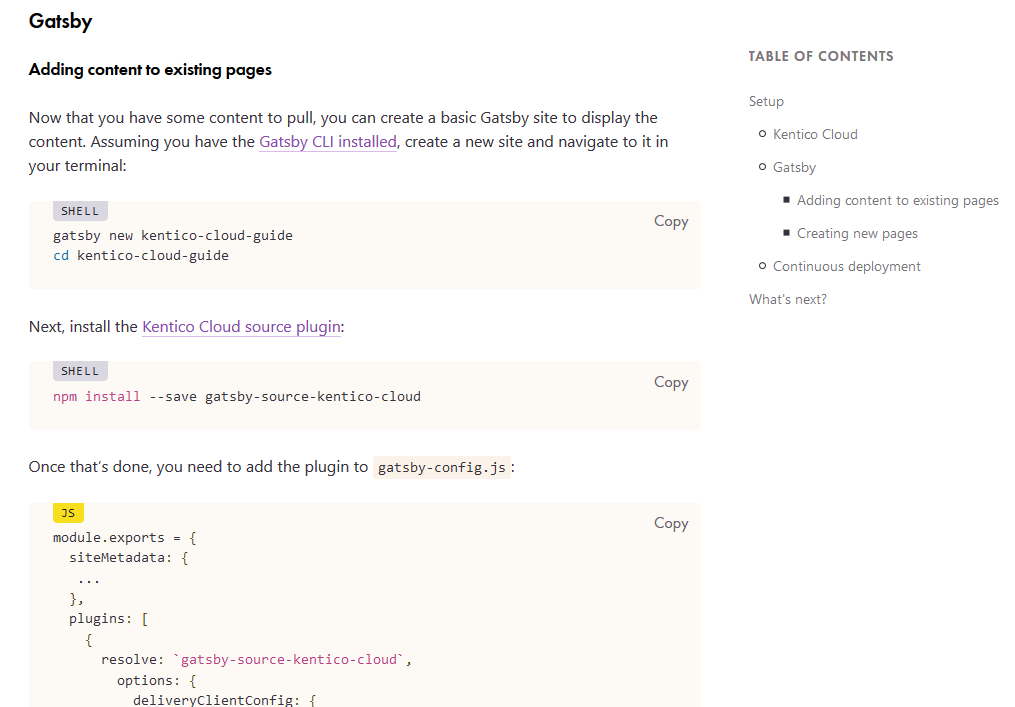 Gatsby
Adding content to existing pages
Now that you have some content to pull, you can create a basic Gatsby site to display the
content. Assuming you have the Gatsby CLI installed, create a new site and navigate to it in
your terminal:
SHELL
Copy
gatsby new kentico-cloud-guide
cd kentico-cloud-guide
Next, install the Kentico Cloud source plugin:
SHELL
Copy
npm install --save gatsby-source-kentico-cloud
Once that’s done, you need to add the plugin to gatsby-config.js:
JS
Copy
module.exports = {
  siteMetadata: {
   ...
  },
  plugins: [
    {
      resolve: `gatsby-source-kentico-cloud`,
        options: {
          deliveryClientConfig: {
TABLE OF CONTENTS
Setup
Kentico Cloud
Gatsby
Adding content to existing pages
Creating new pages
Continuous deployment
What's next?